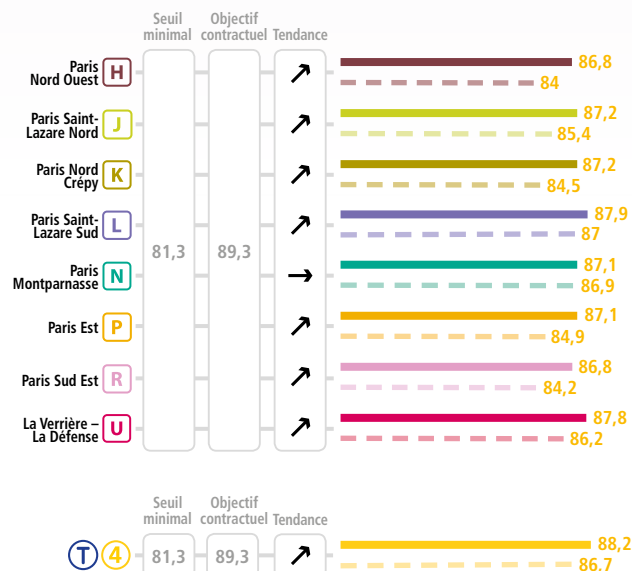 Seuil minimal
Objectif contractuel
Tendance
Paris
Nord Ouest
H
86,8
84
Paris Saint-
Lazare Nord
J
87,2
85,4
Paris Nord
Crépy
K
87,2
84,5
Paris Saint-
Lazare Sud
L
87,9
87
81,3
89,3
Paris
Montparnasse
N
87,1
86,9
Paris Est
P
87,1
84,9
Paris Sud Est
R
86,8
84,2
La Verrière –
La Défense
U
87,8
86,2
Seuil minimal
Objectif contractuel
Tendance
T 4
81,3
89,3
88,2
86,7